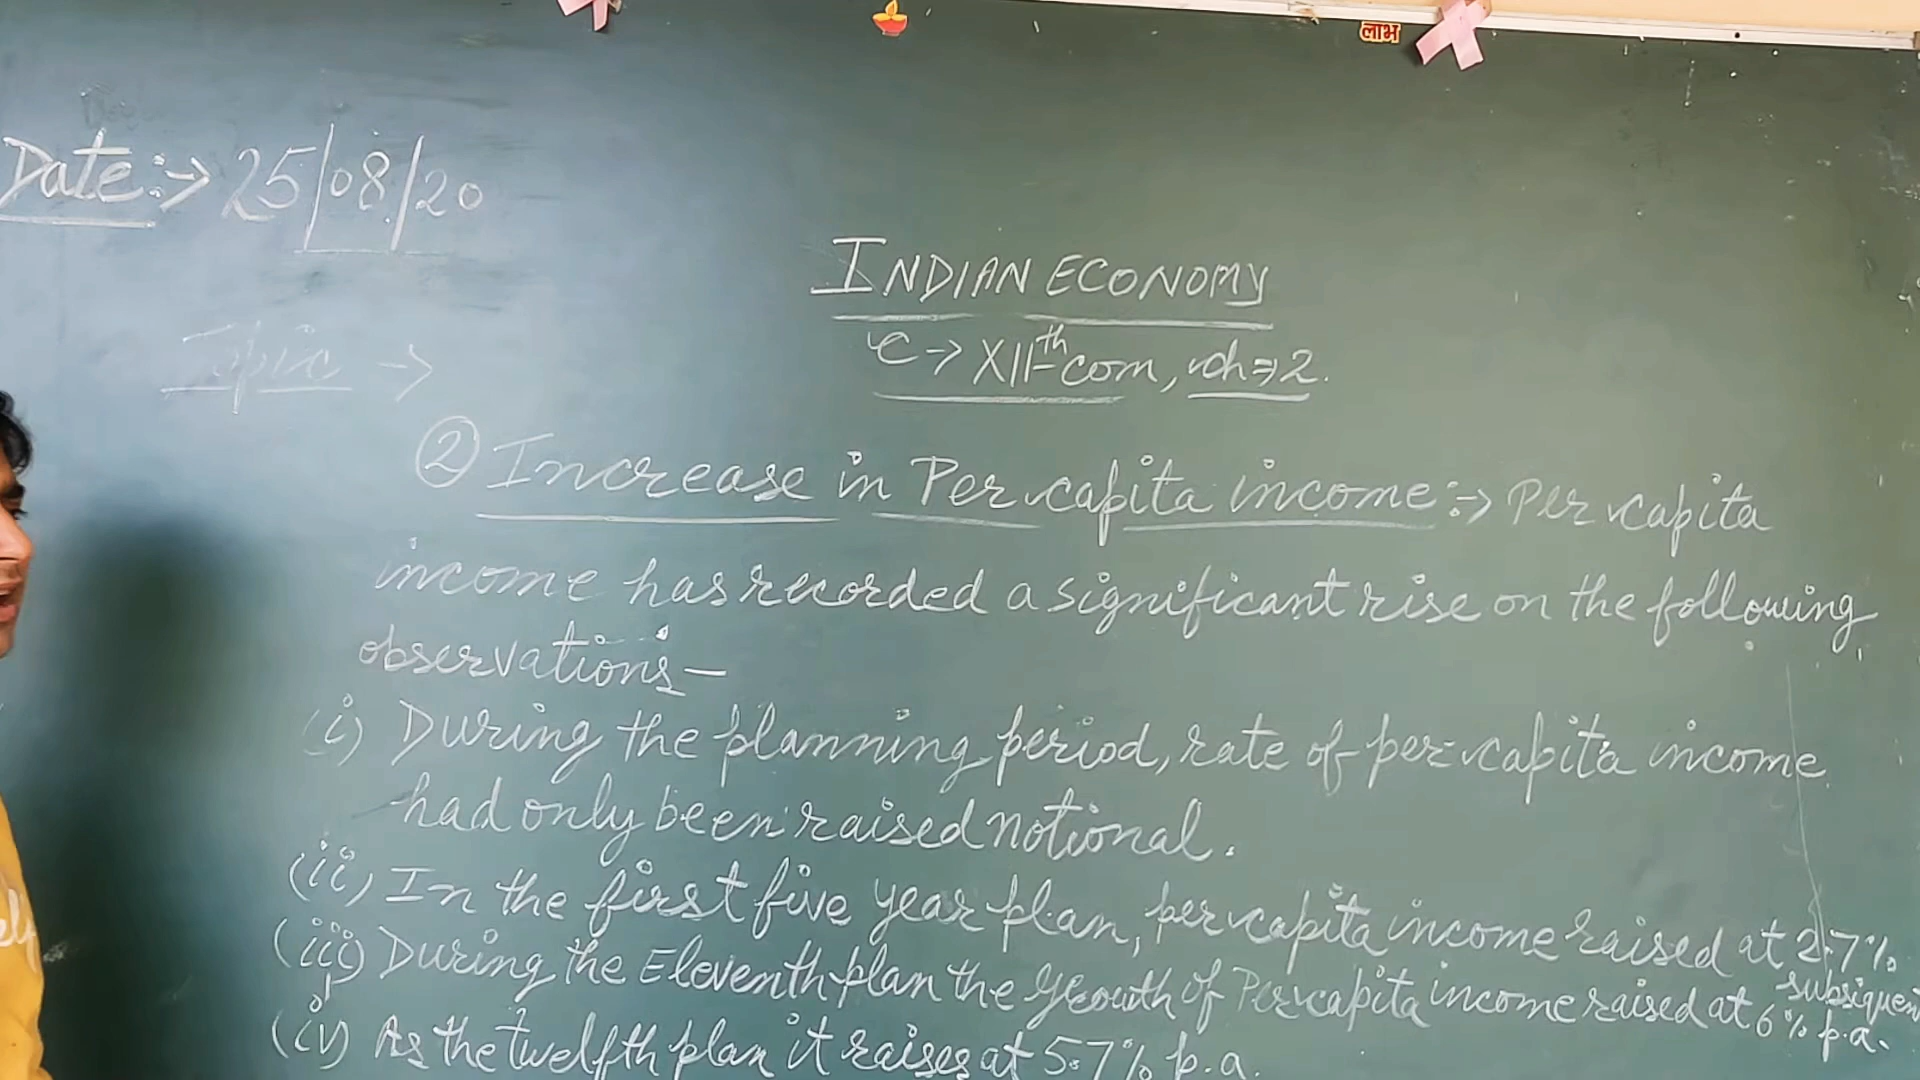 लाभ
Date:-> 25/08/20
INDIAN ECONOMY
C -> XIIth com, ch => 2.
Topic ->
② Increase in Per capita income:-> Per capita
income has recorded a significant rise on the following
observations-
(i) During the planning period, rate of per capita income
had only been raised notional.
(ii) In the first five year plan, per capita income raised at 2.7%
subsiquent
(iii) During the Eleventh plan the growth of Per capita income raised at 6% p.a.
(iv) As the Twelfth plan it raises at 5.7% p.a.